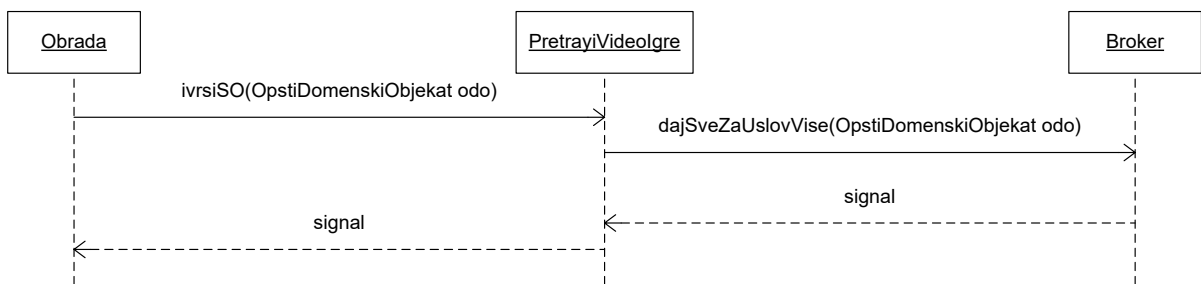 Obrada
PretrayiVideoIgre
Broker
ivrsiSO(OpstiDomenskiObjekat odo)
dajSveZaUslovVise(OpstiDomenskiObjekat odo)
signal
signal